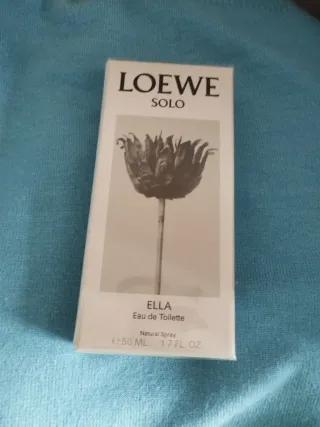 LOEWE
SOLO
ELLA
Eau de Toilette
Natural Spray
℮50 ML. 1.7 FL. OZ